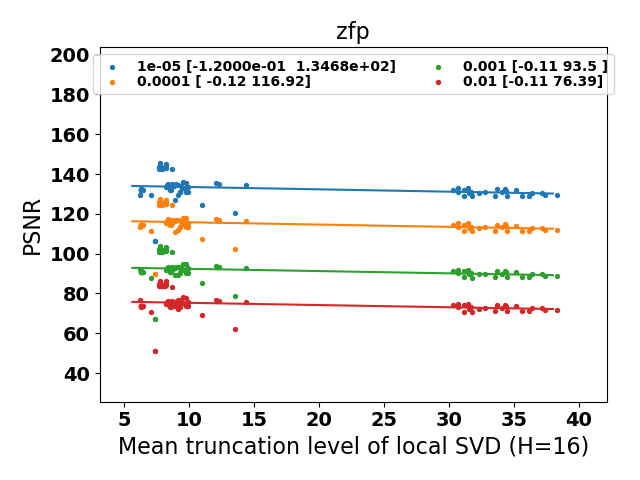 zfp
1e-05 [-1.2000e-01  1.3468e+02]
0.0001 [ -0.12 116.92]
0.001 [-0.11 93.5 ]
0.01 [-0.11 76.39]
PSNR
200
180
160
140
120
100
80
60
40
5 10 15 20 25 30 35 40
Mean truncation level of local SVD (H=16)